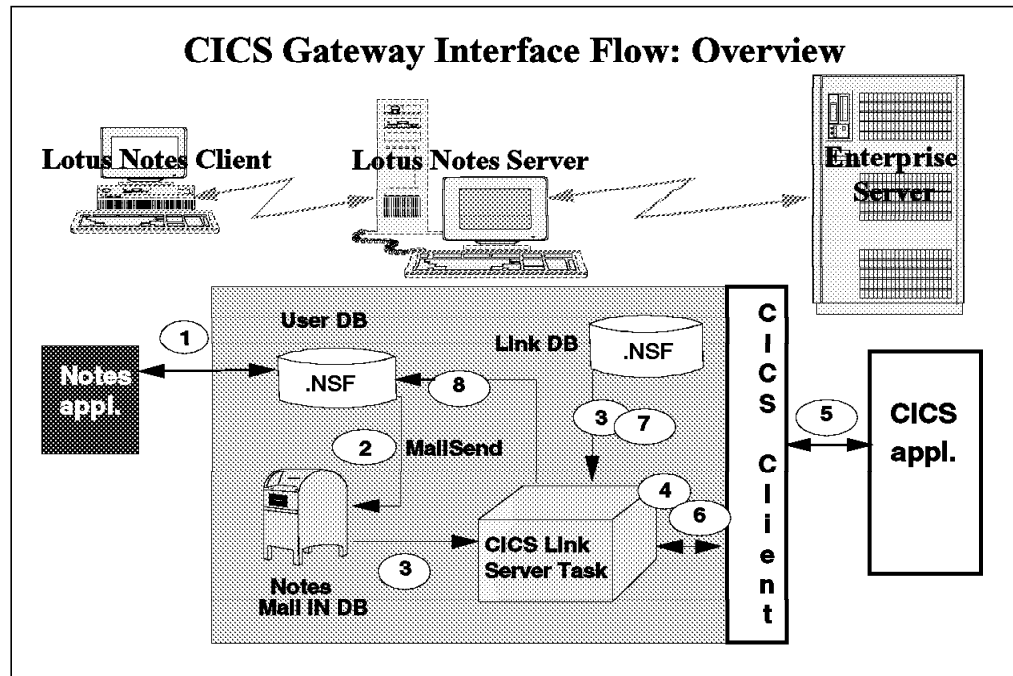 CICS Gateway Interface Flow: Overview
Lotus Notes Client
Lotus Notes Server
Enterprise
Server
User DB
Link DB
CICS Client
1
.NSF
.NSF
Notes
appl.
8
3
7
5
CICS
appl.
2
MailSend
4
6
3
CICS Link
Server Task
Notes
Mail IN DB